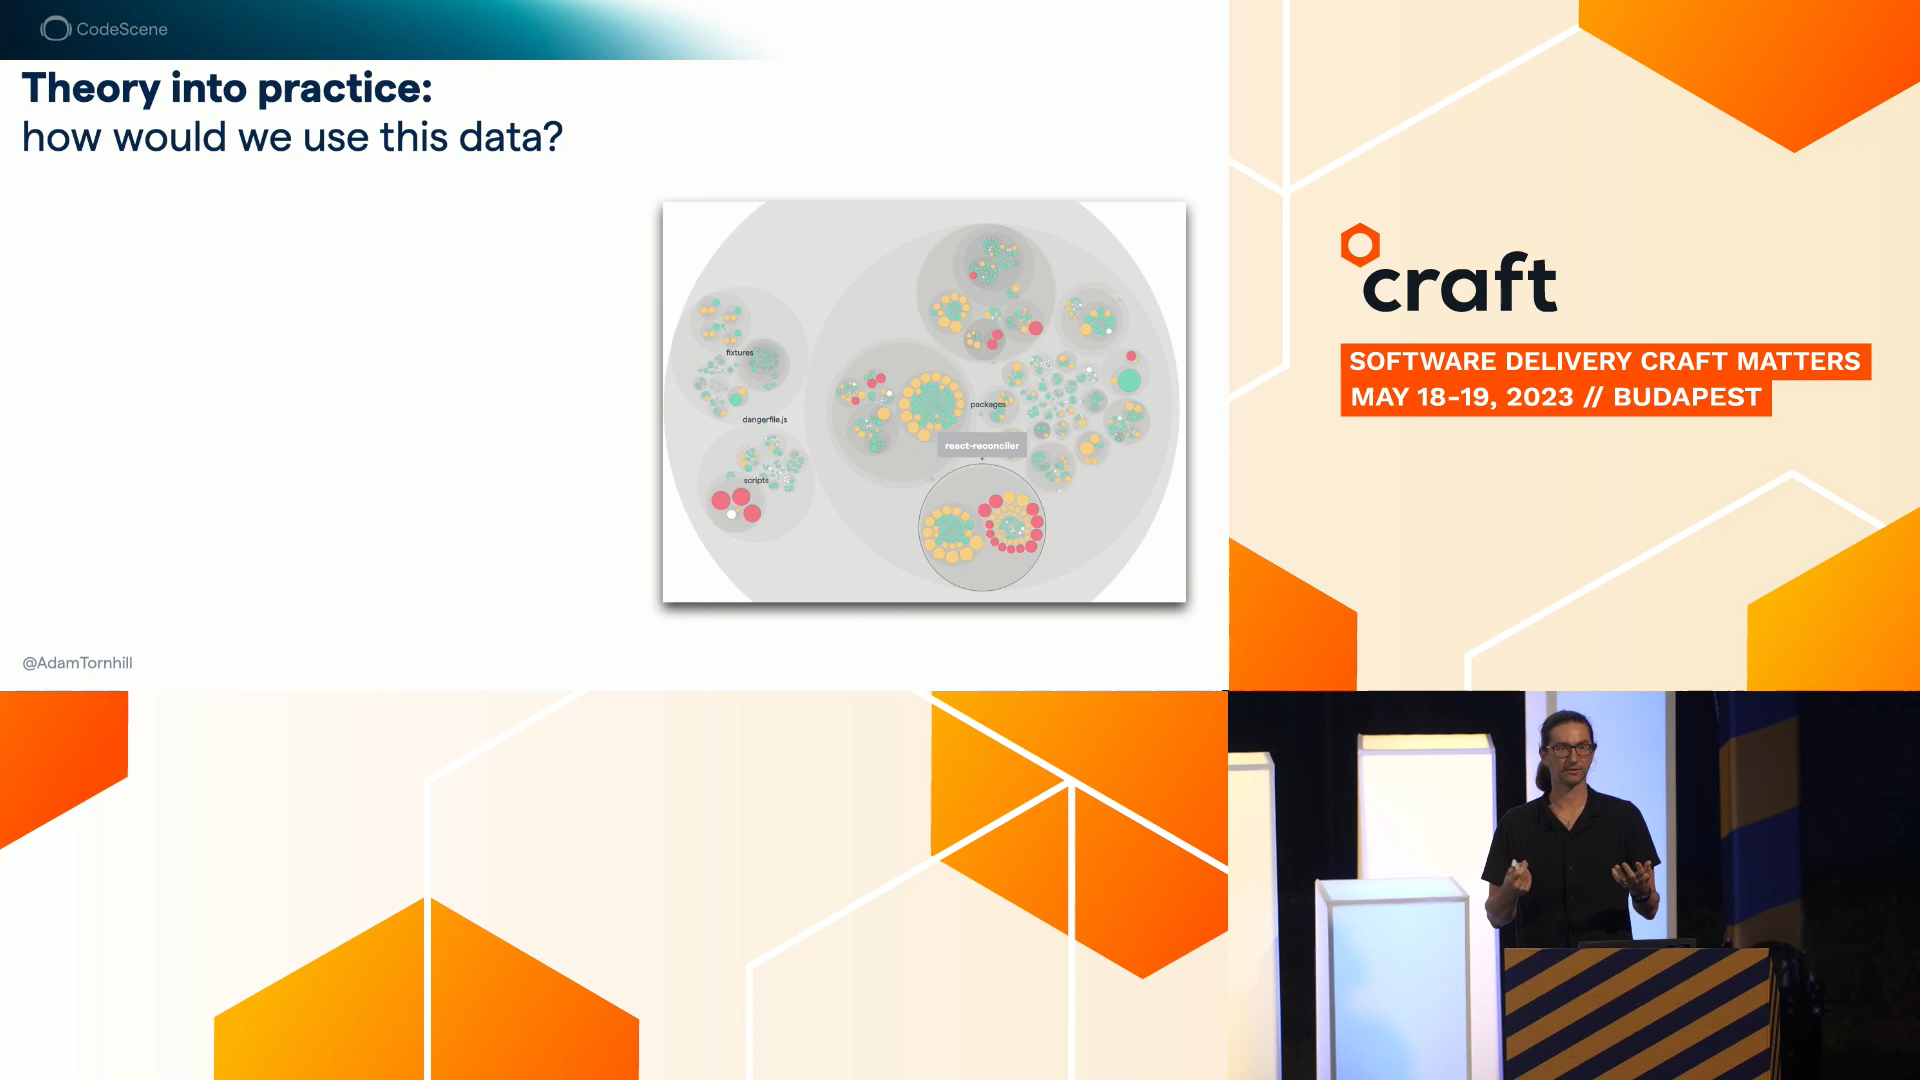 CodeScene
Theory into practice:
how would we use this data?
fixtures
dangerfile.js
scripts
packages
react-reconciler
@AdamTornhill
craft
SOFTWARE DELIVERY CRAFT MATTERS
MAY 18-19, 2023 // BUDAPEST